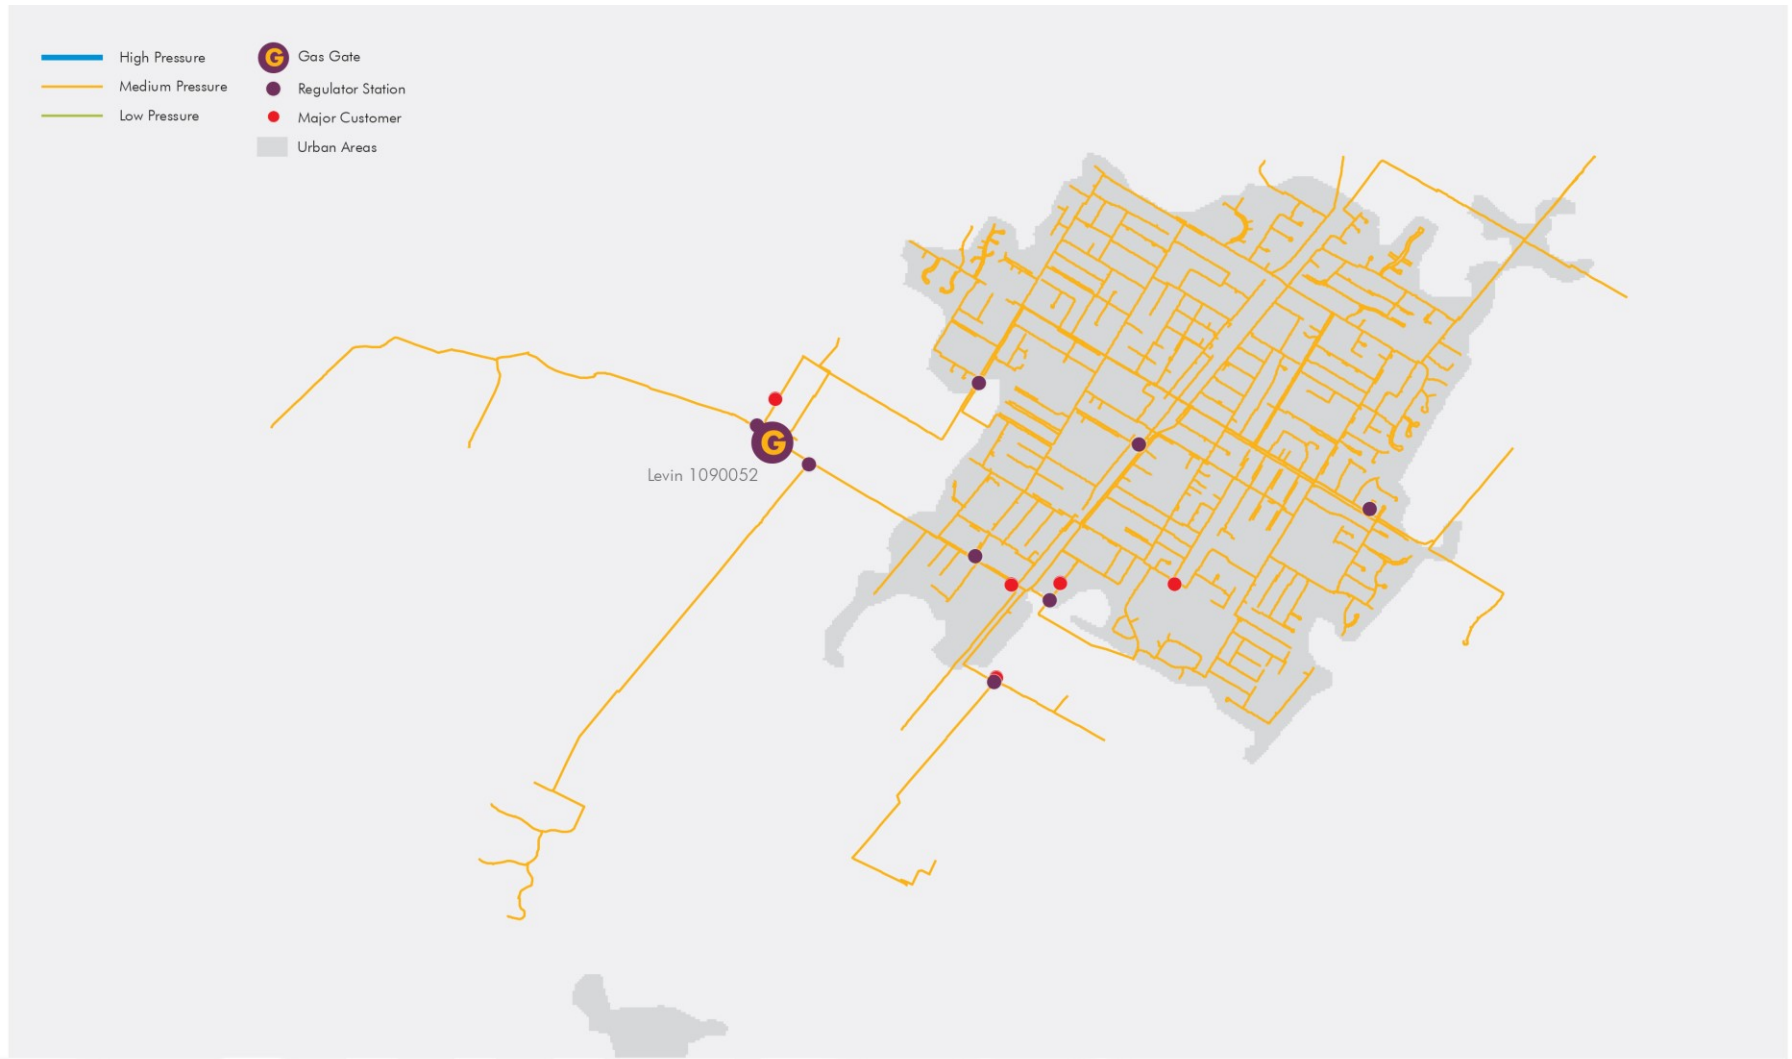 High Pressure
Medium Pressure
Low Pressure
G Gas Gate
Regulator Station
Major Customer
Urban Areas
G
Levin 1090052